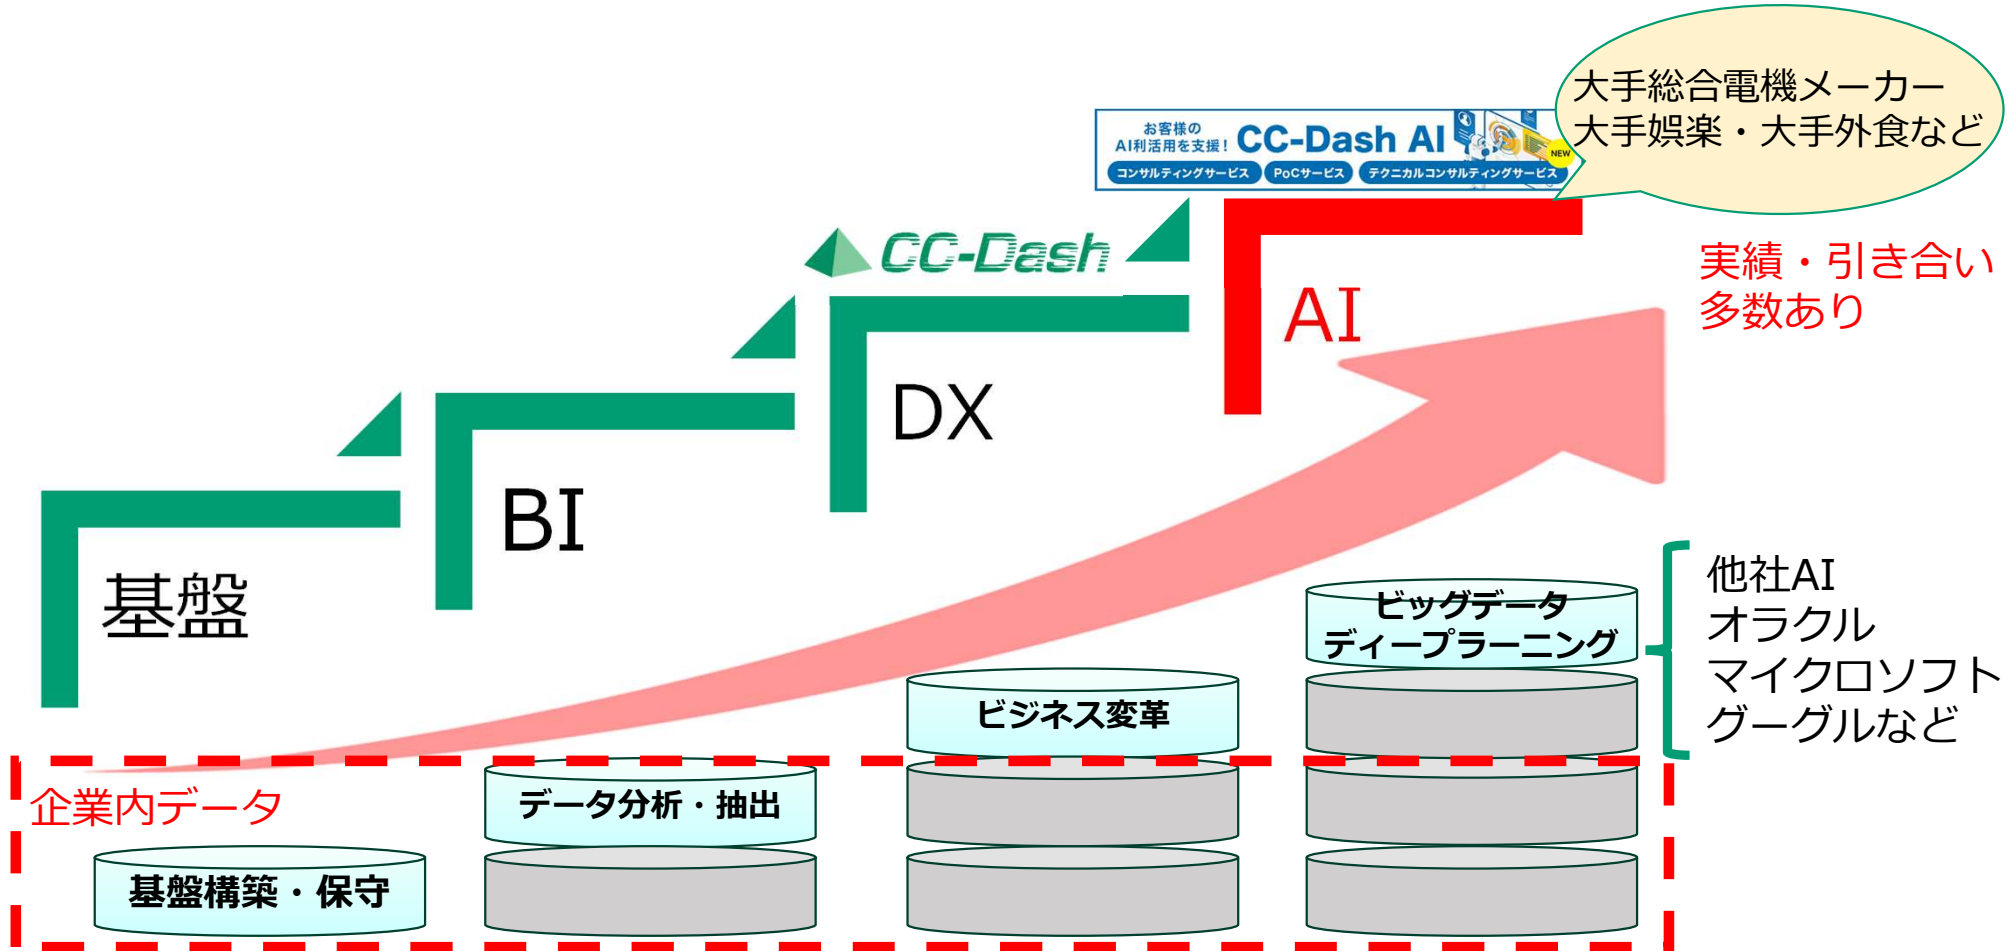 大手総合電機メーカー
大手娯楽・大手外食など
お客様の
AI利活用を支援!
CC-Dash AI
NEW
コンサルティングサービス
PoCサービス
テクニカルコンサルティングサービス
CC-Dash
実績・引き合い
多数あり
AI
DX
BI
基盤
他社AI
オラクル
マイクロソフト
グーグルなど
ビッグデータ
ディープラーニング
ビジネス変革
企業内データ
データ分析・抽出
基盤構築・保守